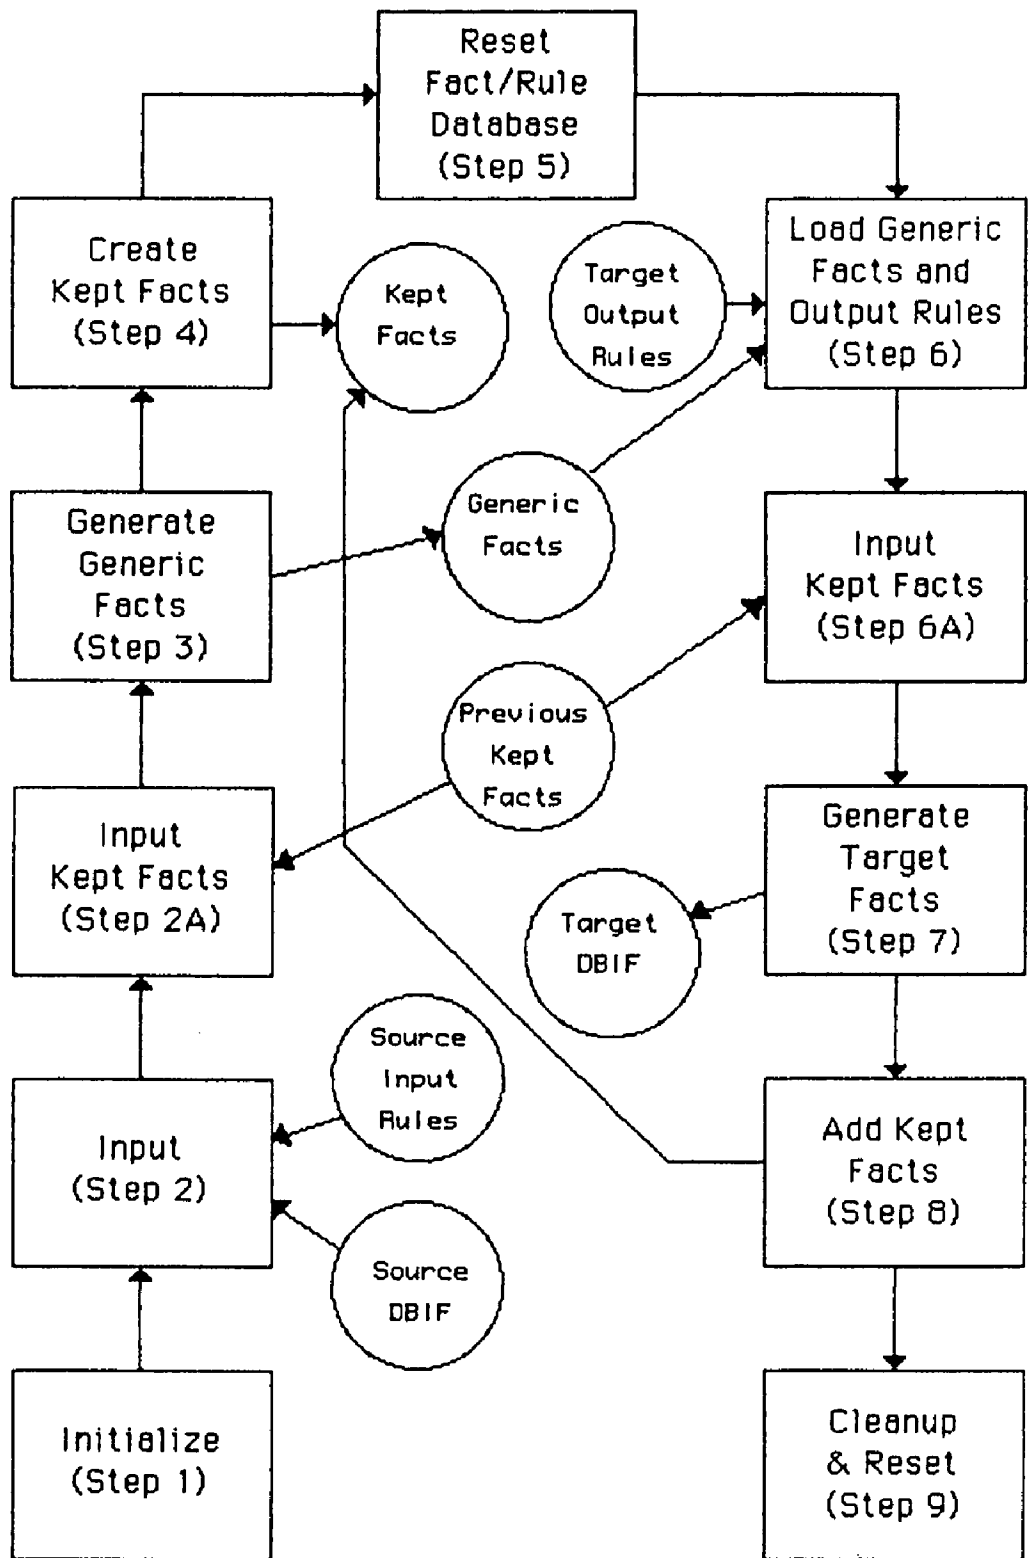 Reset
Fact/Rule
Database
(Step 5)
Create
Kept Facts
(Step 4)
Kept
Facts
Target
Output
Rules
Load Generic
Facts and
Output Rules
(Step 6)
Generate
Generic
Facts
(Step 3)
Generic
Facts
Input
Kept Facts
(Step 6A)
Previous
Kept
Facts
Input
Kept Facts
(Step 2A)
Generate
Target
Facts
(Step 7)
Target
DBIF
Source
Input
Rules
Input
(Step 2)
Add Kept
Facts
(Step 8)
Source
DBIF
Initialize
(Step 1)
Cleanup
& Reset
(Step 9)